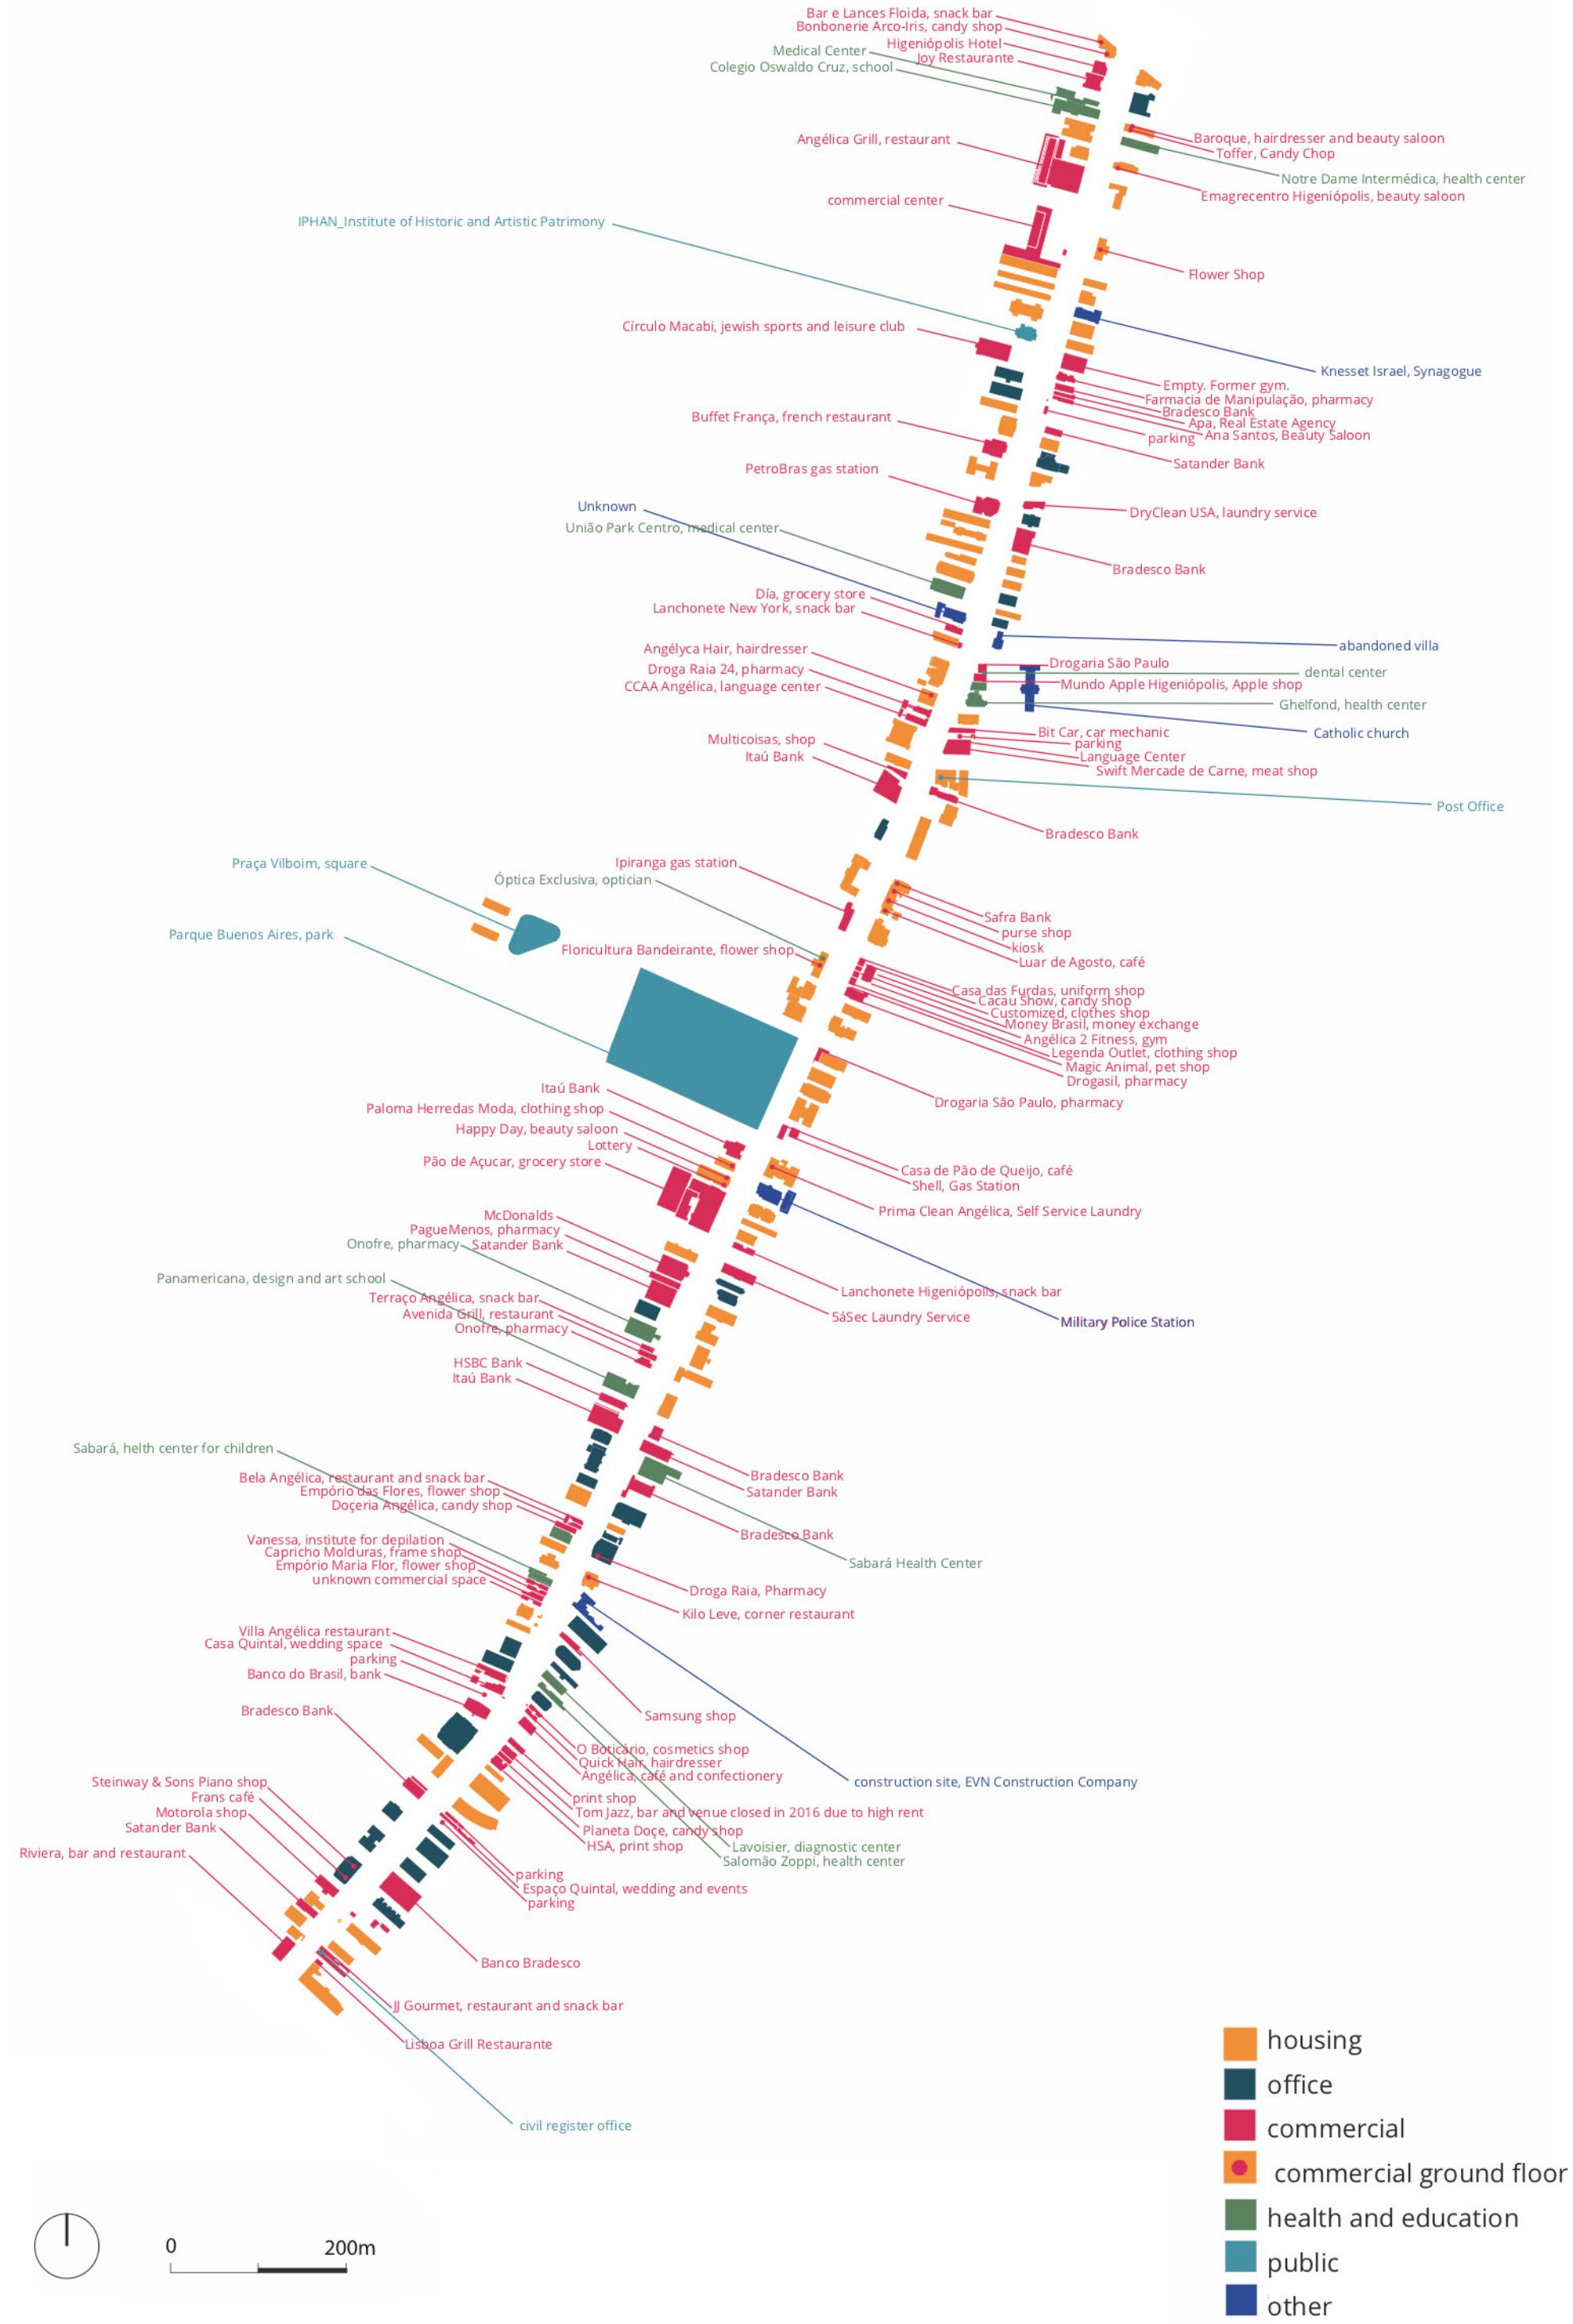 Bar e Lances Floida, snack bar
Bonbonerie Arco-Iris, candy shop
Higeniópolis Hotel
Medical Center
Joy Restaurante
Colegio Oswaldo Cruz, school
Angélica Grill, restaurant
Baroque, hairdresser and beauty saloon
Toffer, Candy Chop
Notre Dame Intermédica, health center
Emagrecentro Higeniópolis, beauty saloon
commercial center
IPHAN_Institute of Historic and Artistic Patrimony
Flower Shop
Círculo Macabi, jewish sports and leisure club
Knesset Israel, Synagogue
Empty. Former gym.
Farmacia de Manipulação, pharmacy
Bradesco Bank
Apa, Real Estate Agency
Ana Santos, Beauty Saloon
parking
Buffet França, french restaurant
Satander Bank
PetroBras gas station
Unknown
DryClean USA, laundry service
União Park Centro, medical center
Bradesco Bank
Día, grocery store
Lanchonete New York, snack bar
abandoned villa
Angélyca Hair, hairdresser
Droga Raia 24, pharmacy
CCAA Angélica, language center
Drogaria São Paulo
dental center
Mundo Apple Higeniópolis, Apple shop
Ghelfond, health center
Catholic church
Bit Car, car mechanic
parking
Language Center
Swift Mercade de Carne, meat shop
Multicoisas, shop
Itaú Bank
Post Office
Bradesco Bank
Praça Vilboim, square
Ipiranga gas station
Óptica Exclusiva, optician
Safra Bank
purse shop
kiosk
Luar de Agosto, café
Parque Buenos Aires, park
Floricultura Bandeirante, flower shop
Casa das Furdas, uniform shop
Cacau Show, candy shop
Customized, clothes shop
Money Brasil, money exchange
Angélica 2 Fitness, gym
Legenda Outlet, clothing shop
Magic Animal, pet shop
Drogasil, pharmacy
Drogaria São Paulo, pharmacy
Itaú Bank
Paloma Herredas Moda, clothing shop
Happy Day, beauty saloon
Lottery
Pão de Açucar, grocery store
Casa de Pão de Queijo, café
Shell, Gas Station
Prima Clean Angélica, Self Service Laundry
McDonalds
PagueMenos, pharmacy
Onofre, pharmacy
Satander Bank
Panamericana, design and art school
Terraço Angélica, snack bar
Avenida Grill, restaurant
Onofre, pharmacy
Lanchonete Higeniópolis, snack bar
5áSec Laundry Service
Military Police Station
HSBC Bank
Itaú Bank
Sabará, helth center for children
Bela Angélica, restaurant and snack bar
Empório das Flores, flower shop
Doçeria Angélica, candy shop
Bradesco Bank
Satander Bank
Bradesco Bank
Sabará Health Center
Vanessa, institute for depilation
Capricho Molduras, frame shop
Empório Maria Flor, flower shop
unknown commercial space
Droga Raia, Pharmacy
Kilo Leve, corner restaurant
Villa Angélica restaurant
Casa Quintal, wedding space
parking
Banco do Brasil, bank
Bradesco Bank
Samsung shop
O Boticário, cosmetics shop
Quick Hair, hairdresser
Angélica, café and confectionery
construction site, EVN Construction Company
print shop
Tom Jazz, bar and venue closed in 2016 due to high rent
Planeta Doçe, candy shop
HSA, print shop
Lavoisier, diagnostic center
Salomão Zoppi, health center
Steinway & Sons Piano shop
Frans café
Motorola shop
Satander Bank
Riviera, bar and restaurant
parking
Espaço Quintal, wedding and events
parking
Banco Bradesco
JJ Gourmet, restaurant and snack bar
Lisboa Grill Restaurante
civil register office
housing
office
commercial
commercial ground floor
health and education
public
other
0 200m